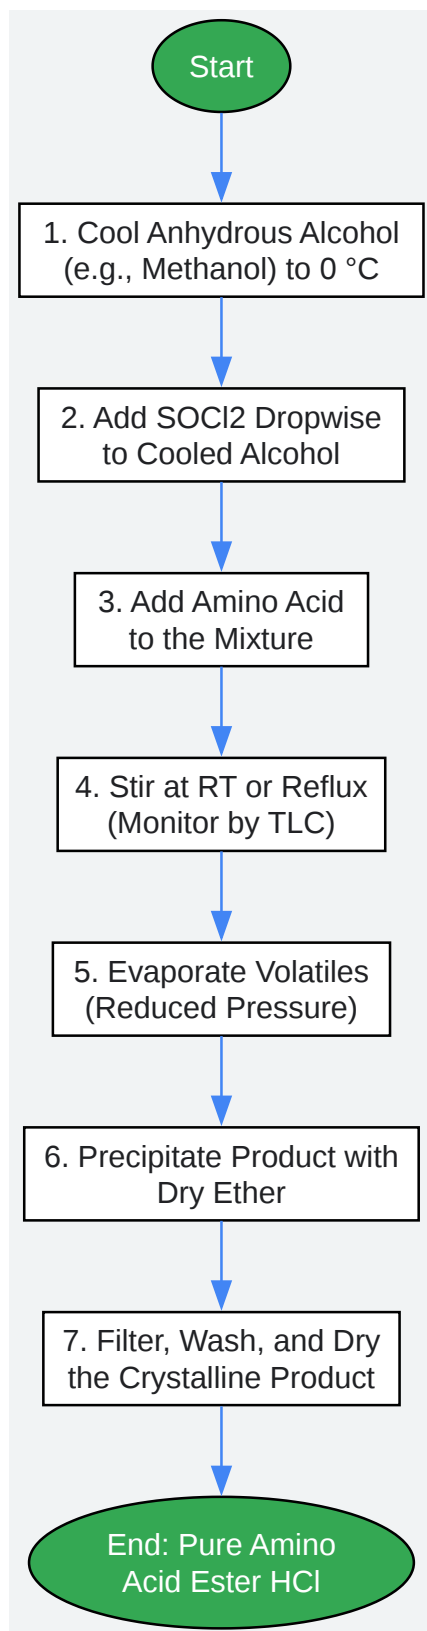 Start
1. Cool Anhydrous Alcohol
(e.g., Methanol) to 0 °C
2. Add SOCl2 Dropwise
to Cooled Alcohol
3. Add Amino Acid
to the Mixture
4. Stir at RT or Reflux
(Monitor by TLC)
5. Evaporate Volatiles
(Reduced Pressure)
6. Precipitate Product with
Dry Ether
7. Filter, Wash, and Dry
the Crystalline Product
End: Pure Amino
Acid Ester HCl